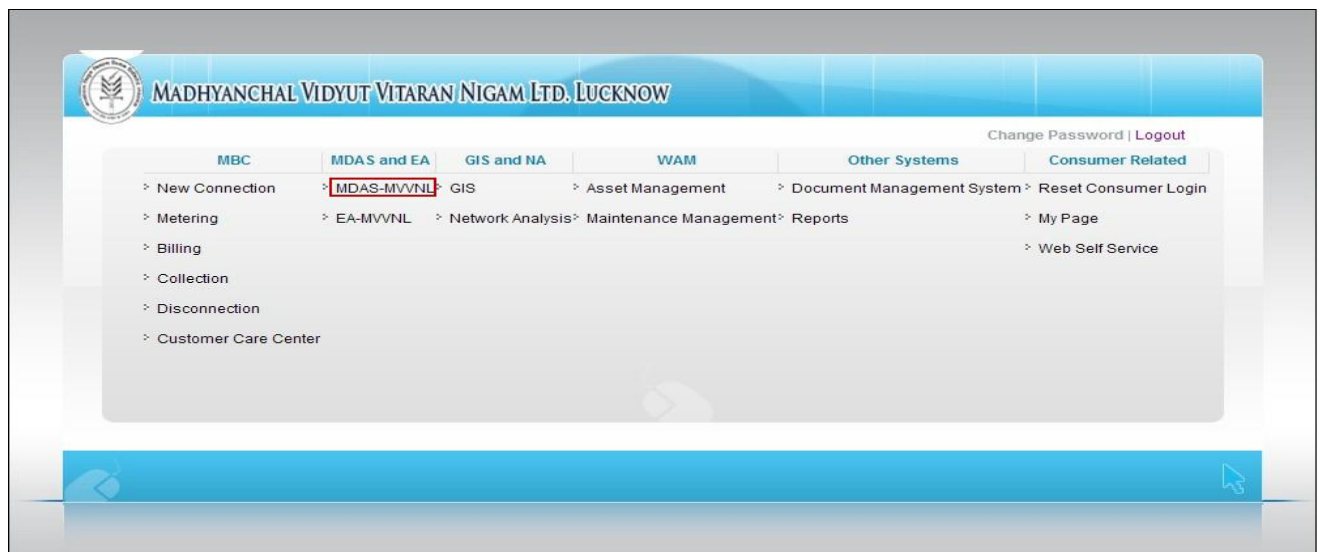 MADHYANCHAL VIDYUT VITARAN NIGAM LTD. LUCKNOW
Change Password | Logout
MBC MDAS and EA GIS and NA WAM Other Systems Consumer Related
New Connection MDAS-MVVNL GIS Asset Management Document Management System Reset Consumer Login
Metering EA-MVVNL Network Analysis Maintenance Management Reports My Page
Billing Web Self Service
Collection
Disconnection
Customer Care Center